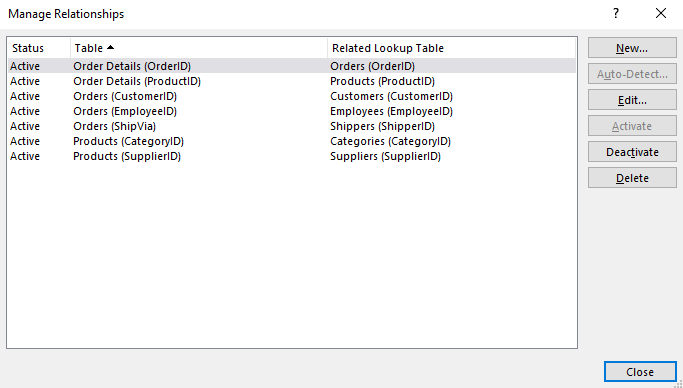 Manage Relationships ?
Status Table Related Lookup Table
Active Order Details (OrderID) Orders (OrderID)
Active Order Details (ProductID) Products (ProductID)
Active Orders (CustomerID) Customers (CustomerID)
Active Orders (EmployeeID) Employees (EmployeeID)
Active Orders (ShipVia) Shippers (ShipperID)
Active Products (CategoryID) Categories (CategoryID)
Active Products (SupplierID) Suppliers (SupplierID)
New...
Auto-Detect...
Edit...
Activate
Deactivate
Delete
Close